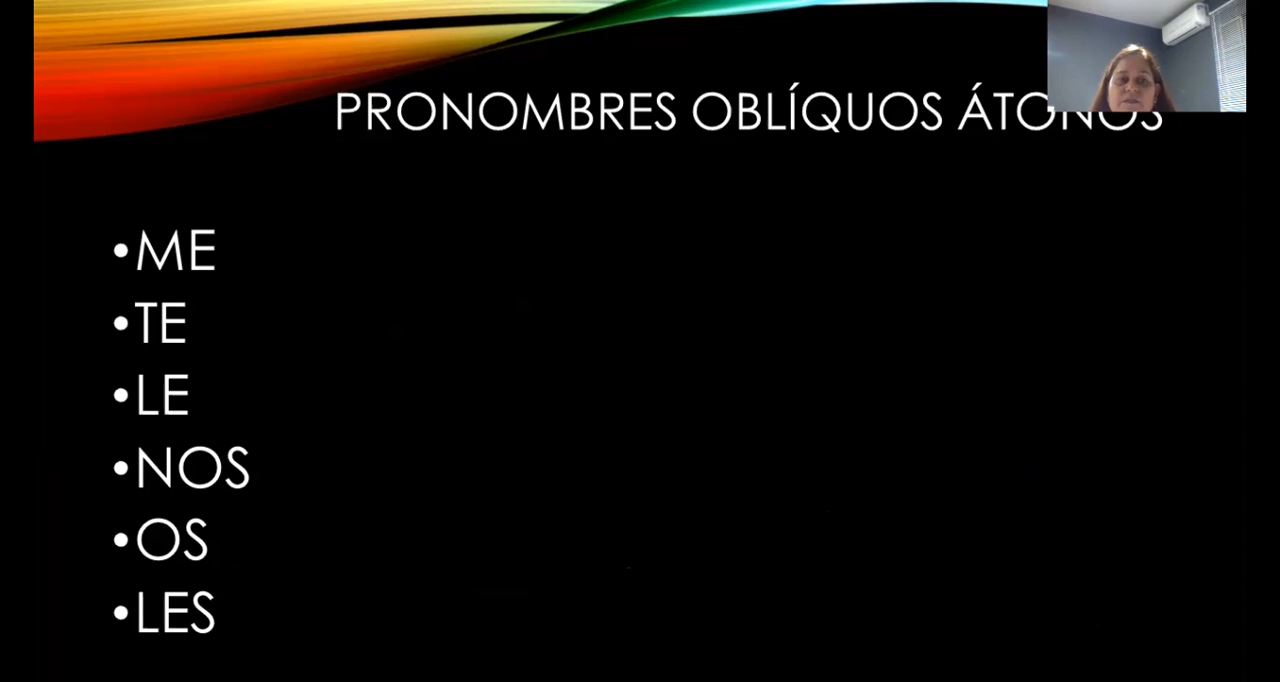 PRONOMBRES OBLÍQUOS ÁTONOS
• ME
• TE
• LE
• NOS
• OS
• LES